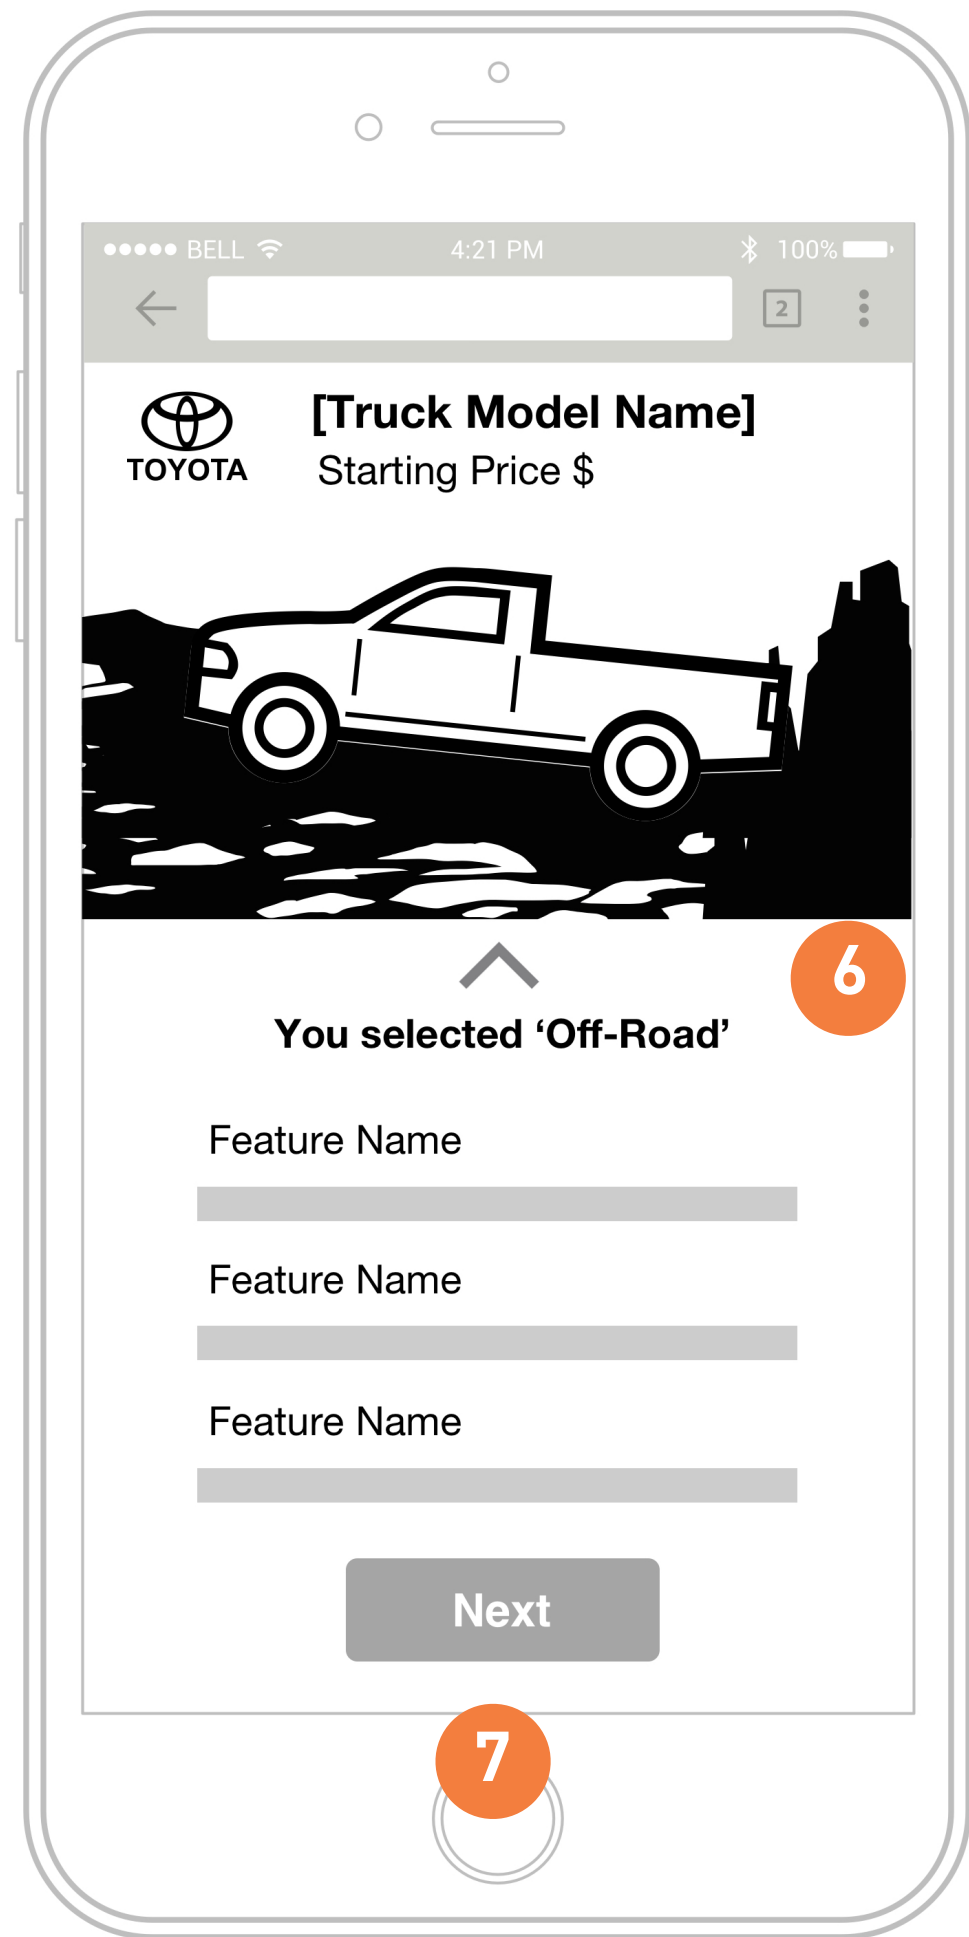 BELL 4:21 PM 100%
2
TOYOTA
[Truck Model Name]
Starting Price $
6
You selected ‘Off-Road’
Feature Name
Feature Name
Feature Name
Next
7